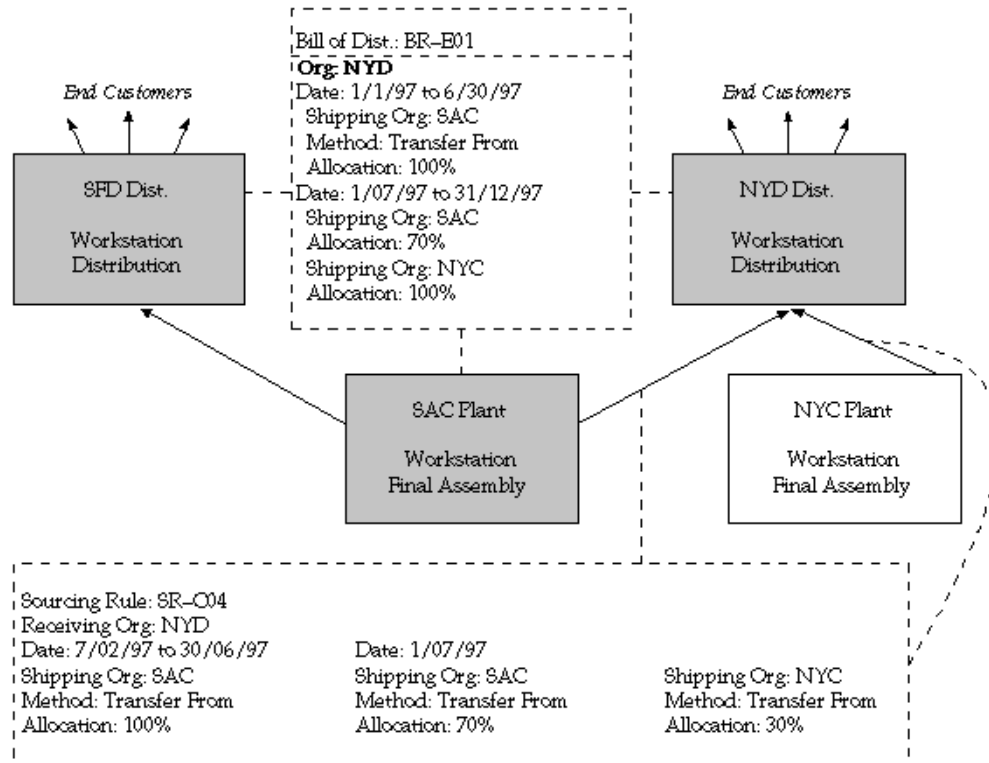 Bill of Dist.: BR–E01
Org: NYD
Date: 1/1/97 to 6/30/97
Shipping Org: SAC
Method: Transfer From
Allocation: 100%
Date: 1/07/97 to 31/12/97
Shipping Org: SAC
Allocation: 70%
Shipping Org: NYC
Allocation: 100%
End Customers
SFD Dist.
Workstation
Distribution
End Customers
NYD Dist.
Workstation
Distribution
SAC Plant
Workstation
Final Assembly
NYC Plant
Workstation
Final Assembly
Sourcing Rule: SR–C04
Receiving Org: NYD
Date: 7/02/97 to 30/06/97
Shipping Org: SAC
Method: Transfer From
Allocation: 100%
Date: 1/07/97
Shipping Org: SAC
Method: Transfer From
Allocation: 70%
Shipping Org: NYC
Method: Transfer From
Allocation: 30%